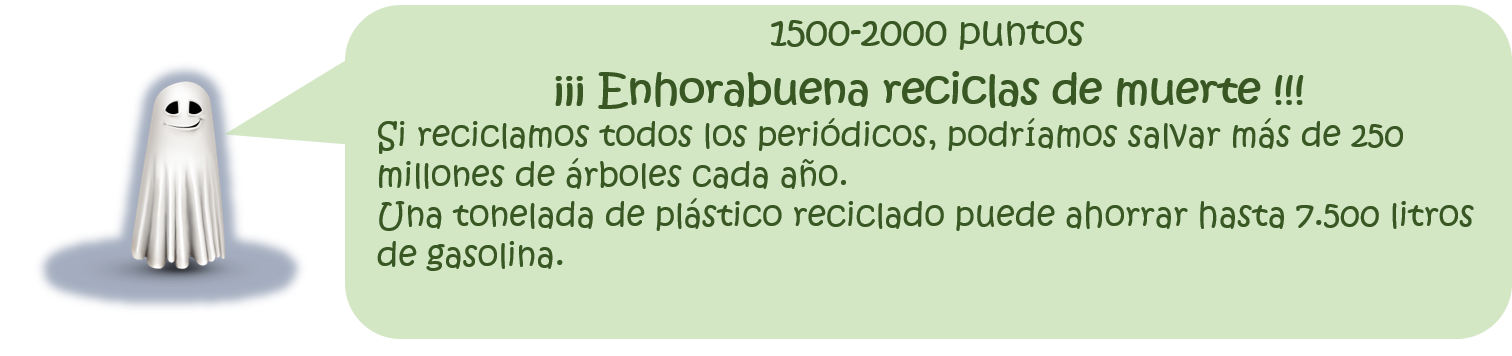 1500-2000 puntos
¡¡¡ Enhorabuena reciclas de muerte !!!
Si reciclamos todos los periódicos, podríamos salvar más de 250
millones de árboles cada año.
Una tonelada de plástico reciclado puede ahorrar hasta 7.500 litros
de gasolina.